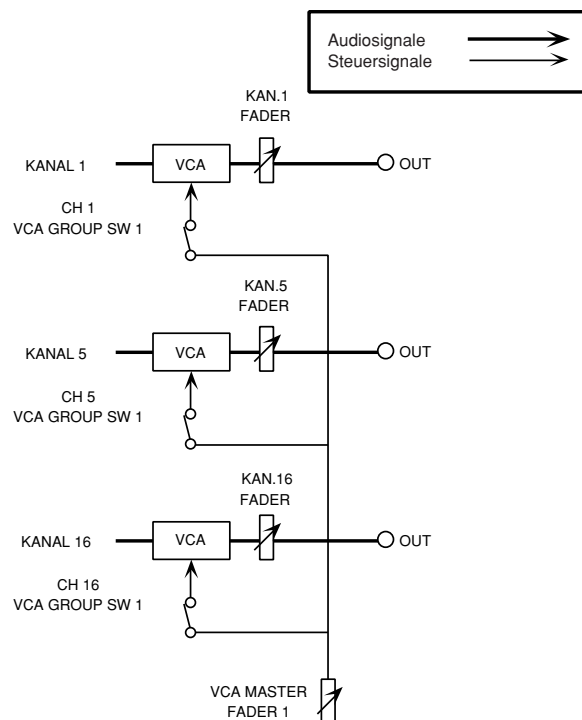 Audiosignale
Steuersignale
KAN.1
FADER
KANAL 1
VCA
OUT
CH 1
VCA GROUP SW 1
KAN.5
FADER
KANAL 5
VCA
OUT
CH 5
VCA GROUP SW 1
KAN.16
FADER
KANAL 16
VCA
OUT
CH 16
VCA GROUP SW 1
VCA MASTER
FADER 1